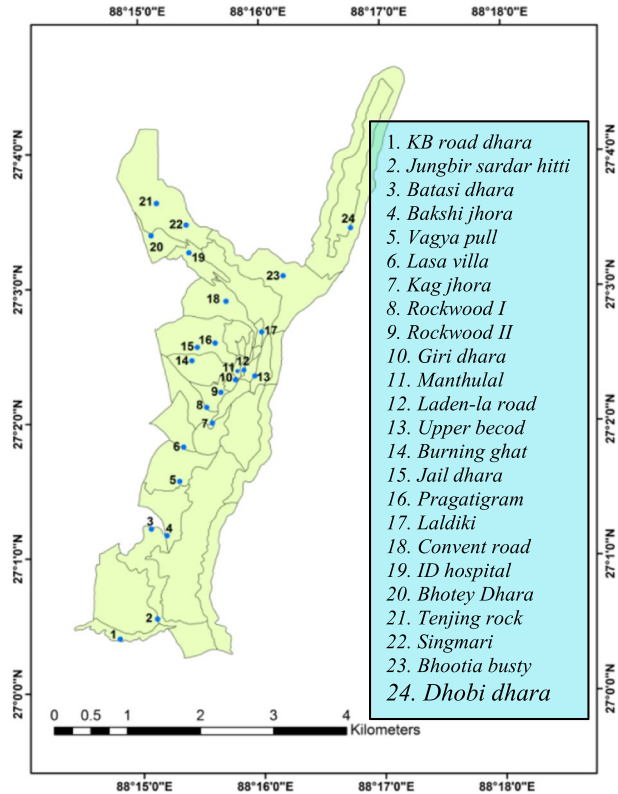 88°15'0"E 88°16'0"E 88°17'0"E 88°18'0"E
27°4'0"N 27°4'0"N
27°3'0"N 27°3'0"N
27°2'0"N 27°2'0"N
27°1'0"N 27°1'0"N
27°0'0"N 27°0'0"N
21
22
20
19
24
23
18
17
16
15
14
12
11
10
13
9
8
7
6
5
3
4
2
1
1. KB road dhara
2. Jungbir sardar hitti
3. Batasi dhara
4. Bakshi jhora
5. Vagya pull
6. Lasa villa
7. Kag jhora
8. Rockwood I
9. Rockwood II
10. Giri dhara
11. Manthulal
12. Laden-la road
13. Upper becod
14. Burning ghat
15. Jail dhara
16. Pragatigram
17. Laldiki
18. Convent road
19. ID hospital
20. Bhotey Dhara
21. Tenjing rock
22. Singmari
23. Bhootia busty
24. Dhobi dhara
0 0.5 1 2 3 4
Kilometers
88°15'0"E 88°16'0"E 88°17'0"E 88°18'0"E